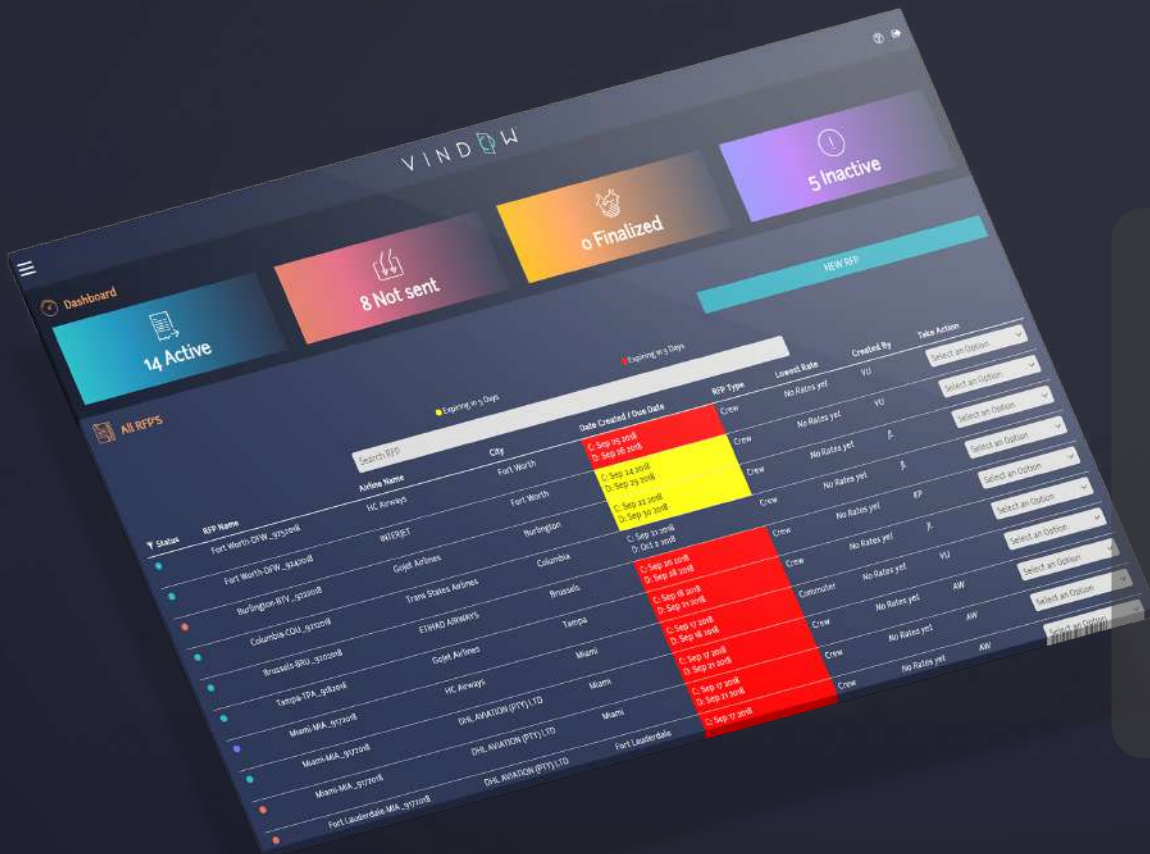 VINDOW
Dashboard
14 Active
8 Not sent
0 Finalized
5 Inactive
NEW RFP
All RFPS
Expiring in 5 Days
Expiring in 3 Days
Search RFP
Status RFP Name Airline Name City Date Created / Due Date RFP Type Lowest Rate Created By Take Action
Fort Worth-DFW_9252018 HC Airways Fort Worth C: Sep 25 2018 Crew No Rates yet YU Select an Option
D: Sep 26 2018
Fort Worth-DFW_9242018 INTERJET Fort Worth C: Sep 24 2018 Crew No Rates yet YU Select an Option
D: Sep 29 2018
Burlington-BTV_9222018 Gojet Airlines Burlington C: Sep 22 2018 Crew No Rates yet JL Select an Option
D: Sep 30 2018
Columbia-COU_9212018 Trans States Airlines Columbia C: Sep 21 2018 Crew No Rates yet JL Select an Option
D: Oct 2 2018
Brussels-BRU_9202018 ETIHAD AIRWAYS Brussels C: Sep 20 2018 Crew No Rates yet KP Select an Option
D: Sep 28 2018
Tampa-TPA_9182018 Gojet Airlines Tampa C: Sep 18 2018 Crew No Rates yet JL Select an Option
D: Sep 21 2018
Miami-MIA_9172018 HC Airways Miami C: Sep 17 2018 Commuter No Rates yet YU Select an Option
D: Sep 18 2018
Miami-MIA_9172018 DHL AVIATION (PTY) LTD Miami C: Sep 17 2018 Crew No Rates yet AW Select an Option
D: Sep 21 2018
Miami-MIA_9172018 DHL AVIATION (PTY) LTD Miami C: Sep 17 2018 Crew No Rates yet AW Select an Option
D: Sep 21 2018
Fort Lauderdale-MIA_9172018 DHL AVIATION (PTY) LTD Fort Lauderdale C: Sep 17 2018 Crew No Rates yet AW